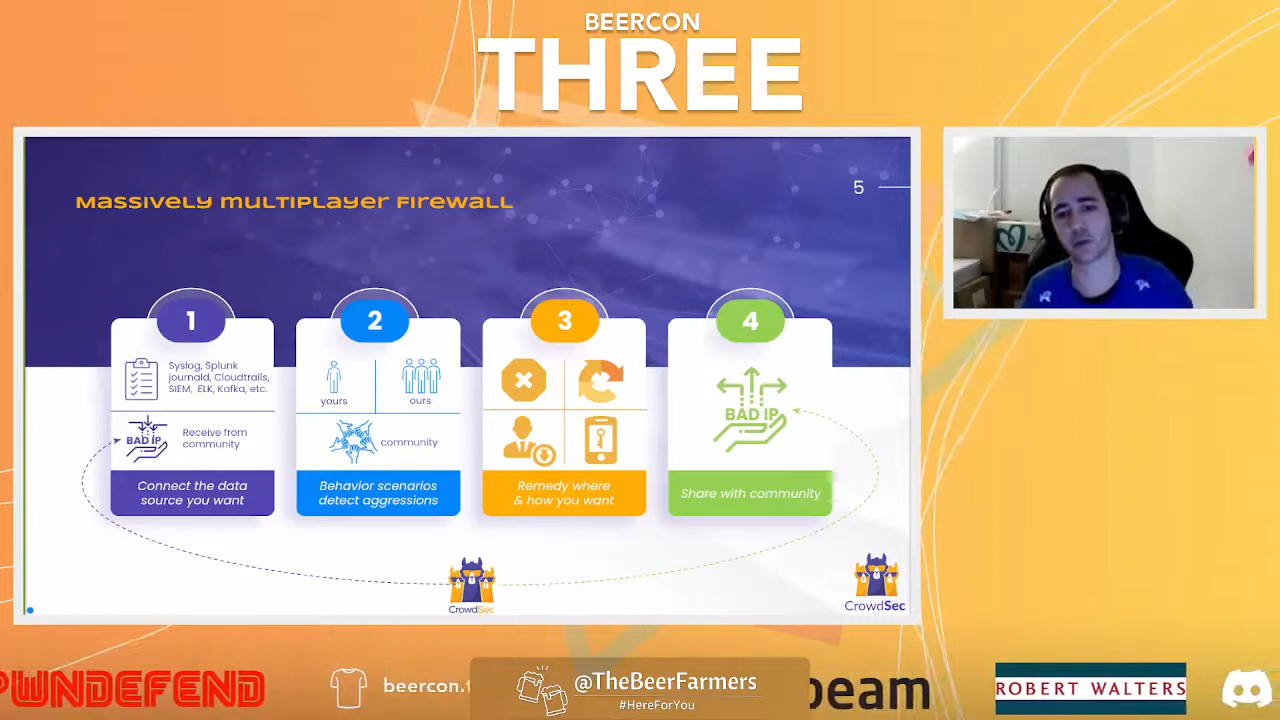 BEERCON
THREE
5
Massively multiplayer firewall
1
2
3
4
Syslog, Splunk
journald, Cloudtrails,
SIEM, ELK, Kafka, etc.
BAD IP
Receive from
community
Connect the data
source you want
yours
ours
community
Behavior scenarios
detect aggressions
Remedy where
& how you want
BAD IP
Share with community
CrowdSec
CrowdSec
PWNDEFEND
beercon.t
@TheBeerFarmers
#HereForYou
beam
ROBERT WALTERS